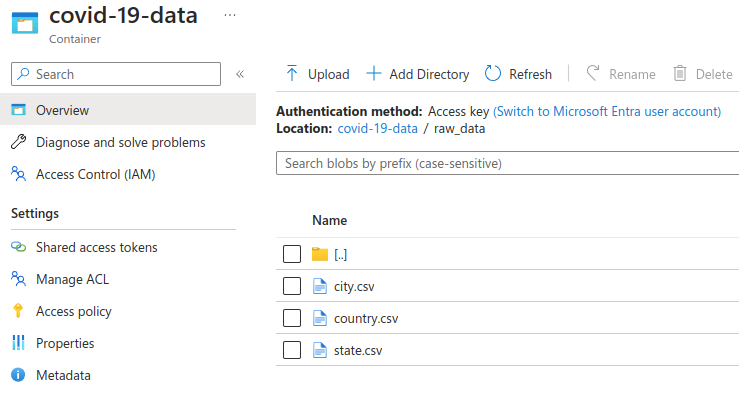 covid-19-data ...
Container
Search «
Overview
Diagnose and solve problems
Access Control (IAM)
Settings
Shared access tokens
Manage ACL
Access policy
Properties
Metadata
Upload Add Directory Refresh Rename Delete
Authentication method: Access key (Switch to Microsoft Entra user account)
Location: covid-19-data / raw_data
Search blobs by prefix (case-sensitive)
Name
[..]
city.csv
country.csv
state.csv